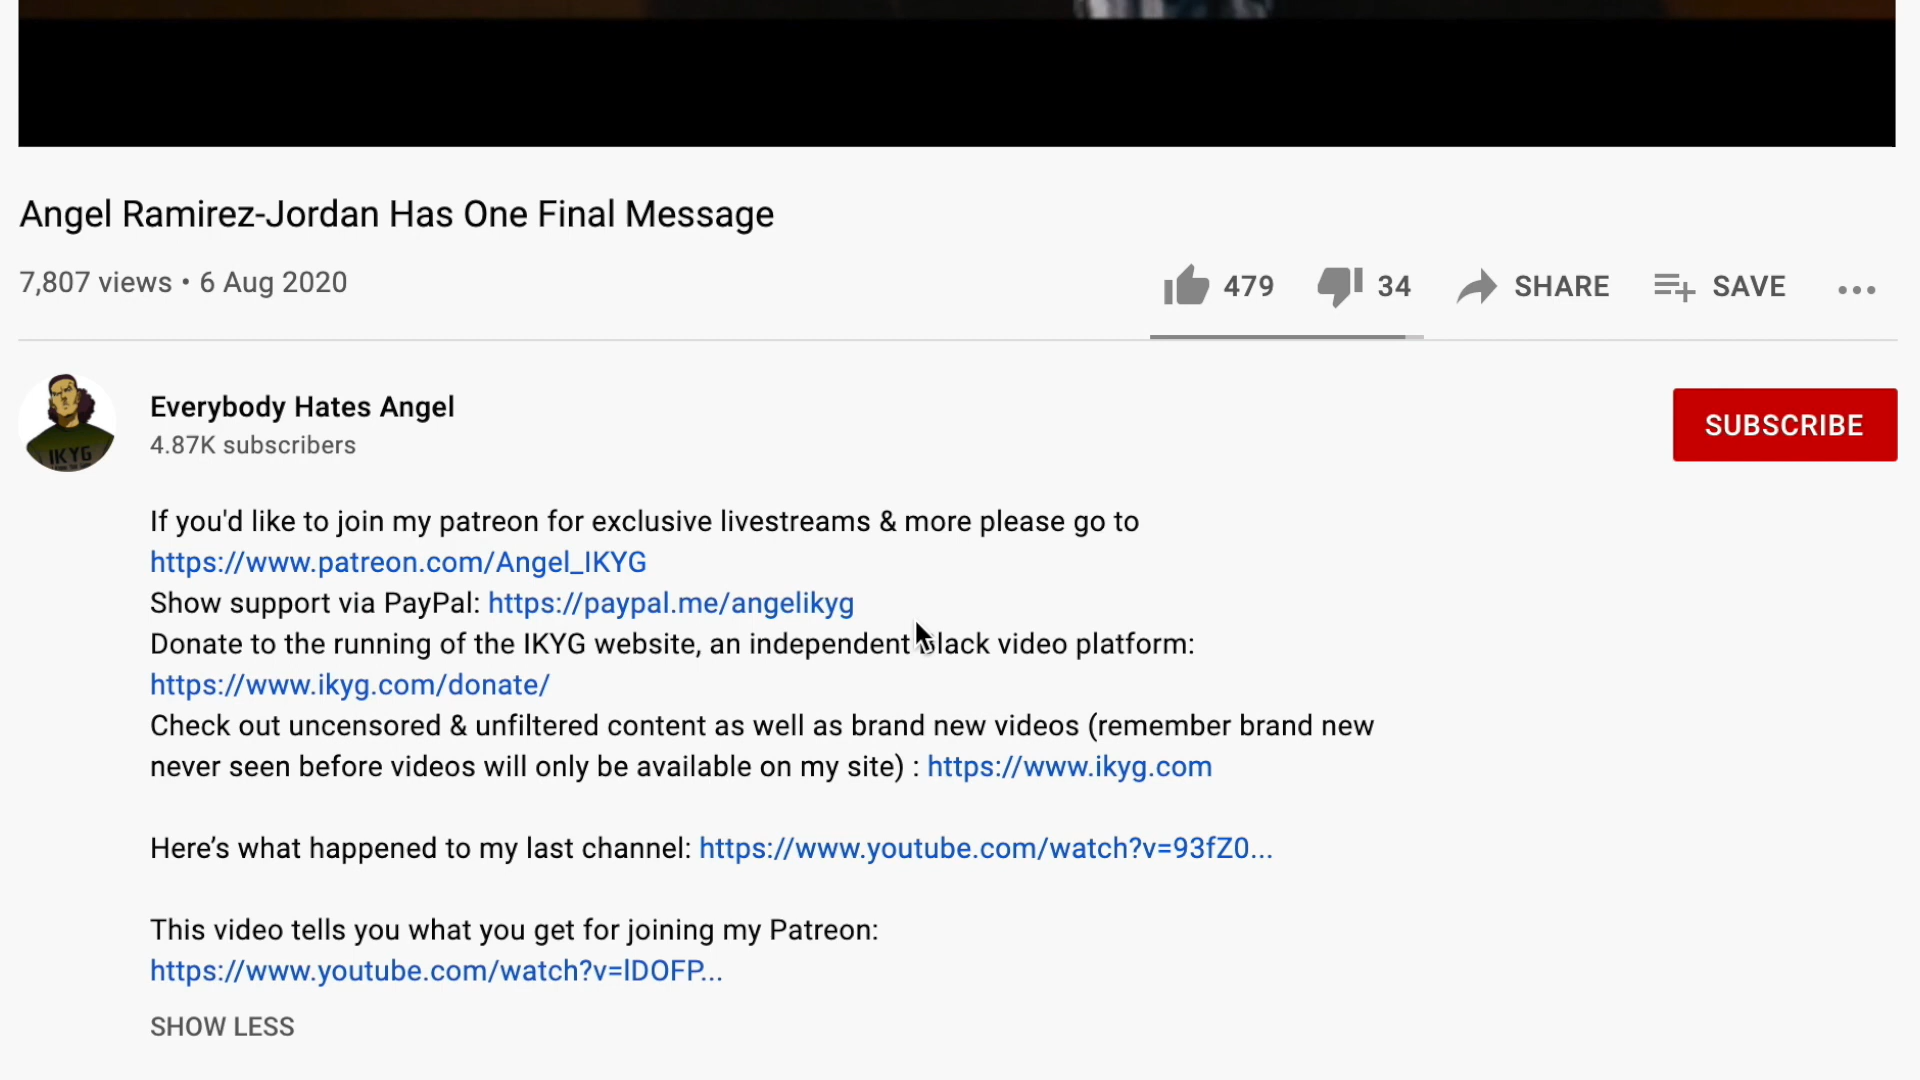 Angel Ramirez-Jordan Has One Final Message
7,807 views • 6 Aug 2020
479 34 SHARE SAVE
Everybody Hates Angel
4.87K subscribers
SUBSCRIBE
IKYG
If you'd like to join my patreon for exclusive livestreams & more please go to
https://www.patreon.com/Angel_IKYG
Show support via PayPal: https://paypal.me/angelikyg
Donate to the running of the IKYG website, an independent black video platform:
https://www.ikyg.com/donate/
Check out uncensored & unfiltered content as well as brand new videos (remember brand new
never seen before videos will only be available on my site) : https://www.ikyg.com
Here’s what happened to my last channel: https://www.youtube.com/watch?v=93fZ0...
This video tells you what you get for joining my Patreon:
https://www.youtube.com/watch?v=lDOFP...
SHOW LESS